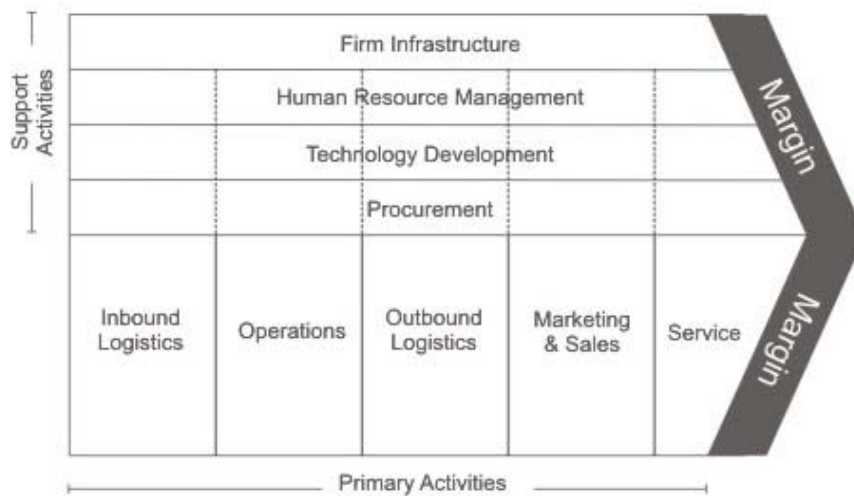 Support
Activities
Firm Infrastructure
Human Resource Management
Technology Development
Procurement
Margin
Inbound
Logistics
Operations
Outbound
Logistics
Marketing
& Sales
Service
Margin
Primary Activities